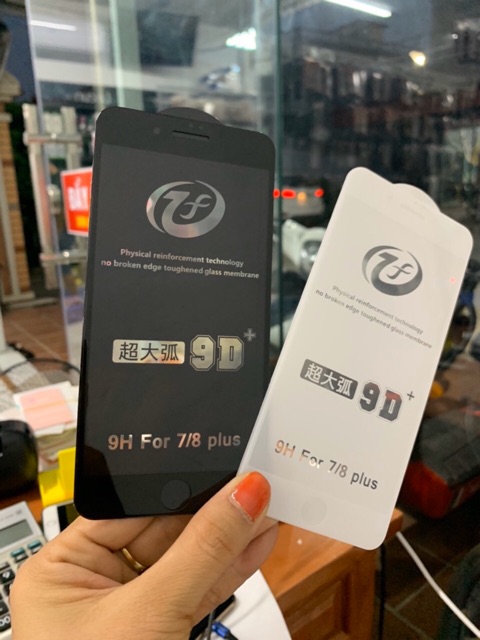 BÁN
Physical reinforcement technology
no broken edge toughened glass membrane
超大弧 9D+
9H For 7/8 plus
Physical reinforcement technology
no broken edge toughened glass membrane
超大弧 9D+
9H For 7/8 plus